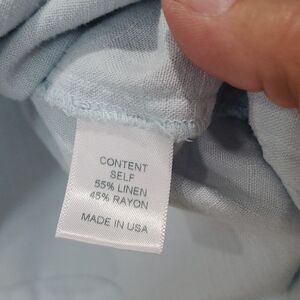 CONTENT
SELF
55% LINEN
45% RAYON
MADE IN USA